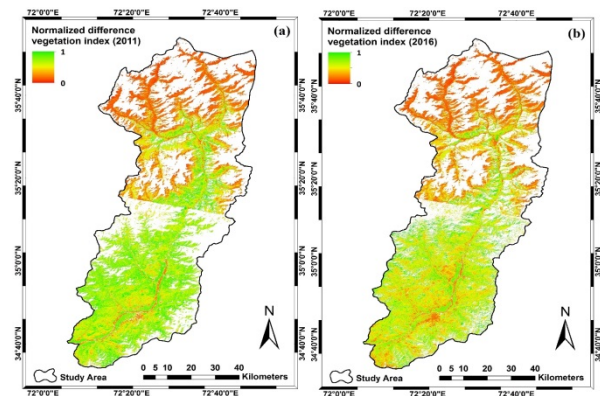 72°0'0"E 72°20'0"E 72°40'0"E
Normalized difference
vegetation index (2011)
(a)
1
0
35°40'0"N
35°20'0"N
35°0'0"N
34°40'0"N
N
Study Area
0 5 10 20 30 40
Kilometers
72°0'0"E 72°20'0"E 72°40'0"E
72°0'0"E 72°20'0"E 72°40'0"E
Normalized difference
vegetation index (2016)
(b)
1
0
35°40'0"N
35°20'0"N
35°0'0"N
34°40'0"N
N
Study Area
0 5 10 20 30 40
Kilometers
72°0'0"E 72°20'0"E 72°40'0"E